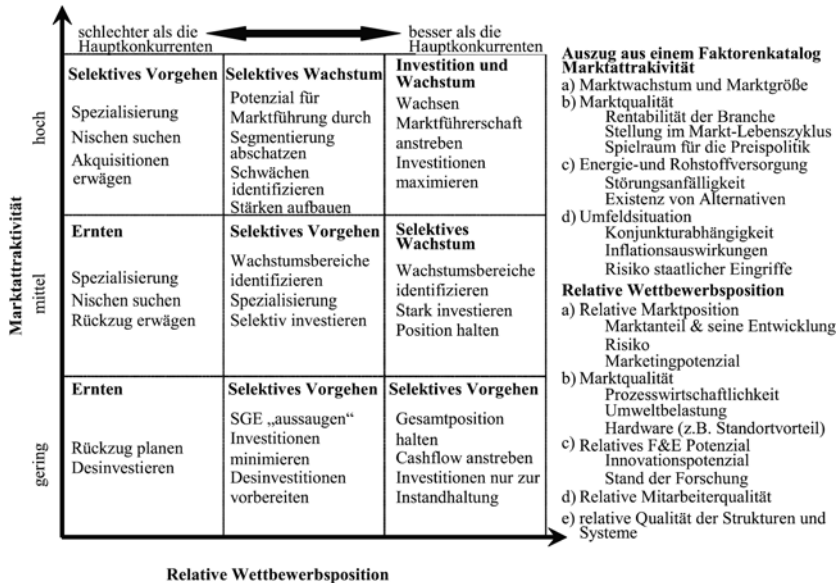 schlechter als die
Hauptkonkurrenten
besser als die
Hauptkonkurrenten
Marktattraktivität
hoch
Selektives Vorgehen
Spezialisierung
Nischen suchen
Akquisitionen
erwägen
Selektives Wachstum
Potenzial für
Marktführung durch
Segmentierung
abschatzen
Schwächen
identifizieren
Stärken aufbauen
Investition und
Wachstum
Wachsen
Marktführerschaft
anstreben
Investitionen
maximieren
mittel
Ernten
Spezialisierung
Nischen suchen
Rückzug erwägen
Selektives Vorgehen
Wachstumsbereiche
identifizieren
Spezialisierung
Selektiv investieren
Selektives
Wachstum
Wachstumsbereiche
identifizieren
Stark investieren
Position halten
gering
Ernten
Rückzug planen
Desinvestieren
Selektives Vorgehen
SGE „aussaugen“
Investitionen
minimieren
Desinvestitionen
vorbereiten
Selektives Vorgehen
Gesamtposition
halten
Cashflow anstreben
Investitionen nur zur
Instandhaltung
Relative Wettbewerbsposition
Auszug aus einem Faktorenkatalog
Marktattrakivität
a) Marktwachstum und Marktgröße
b) Marktqualität
Rentabilität der Branche
Stellung im Markt-Lebenszyklus
Spielraum für die Preispolitik
c) Energie-und Rohstoffversorgung
Störungsanfälligkeit
Existenz von Alternativen
d) Umfeldsituation
Konjunkturabhängigkeit
Inflationsauswirkungen
Risiko staatlicher Eingriffe
Relative Wettbewerbsposition
a) Relative Marktposition
Marktanteil & seine Entwicklung
Risiko
Marketingpotenzial
b) Marktqualität
Prozesswirtschaftlichkeit
Umweltbelastung
Hardware (z.B. Standortvorteil)
c) Relatives F&E Potenzial
Innovationspotenzial
Stand der Forschung
d) Relative Mitarbeiterqualität
e) relative Qualität der Strukturen und
Systeme